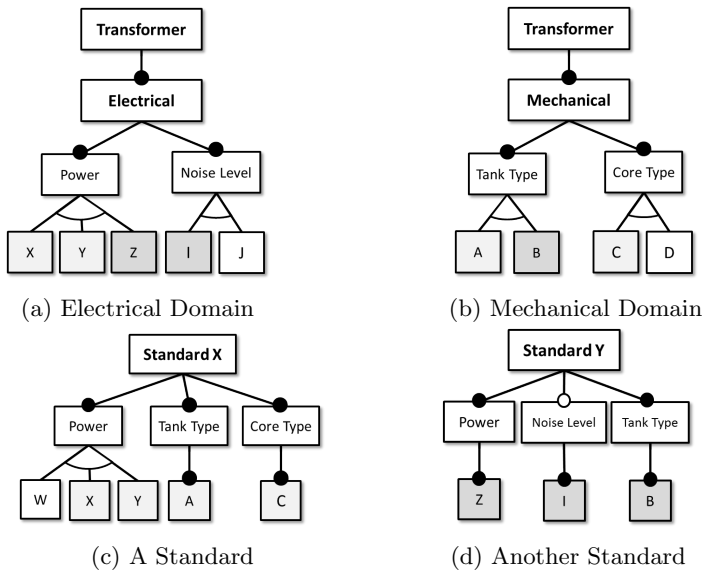 Transformer
Electrical
Power
Noise Level
X
Y
Z
I
J
(a) Electrical Domain
Transformer
Mechanical
Tank Type
Core Type
A
B
C
D
(b) Mechanical Domain
Standard X
Power
Tank Type
Core Type
W
X
Y
A
C
(c) A Standard
Standard Y
Power
Noise Level
Tank Type
Z
I
B
(d) Another Standard